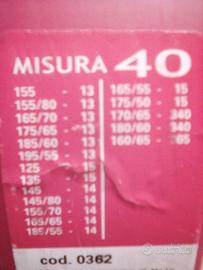 MISURA 40
155 - 13
155/80 - 13
165/70 - 13
175/65 - 13
185/60 - 13
195/55 - 13
125 - 15
135 - 15
145 - 14
145/80 - 14
155/70 - 14
165/65 - 14
185/55 - 14
165/55 - 15
175/50 - 15
170/65 - 340
180/60 - 340
160/65 - 365
cod. 0362